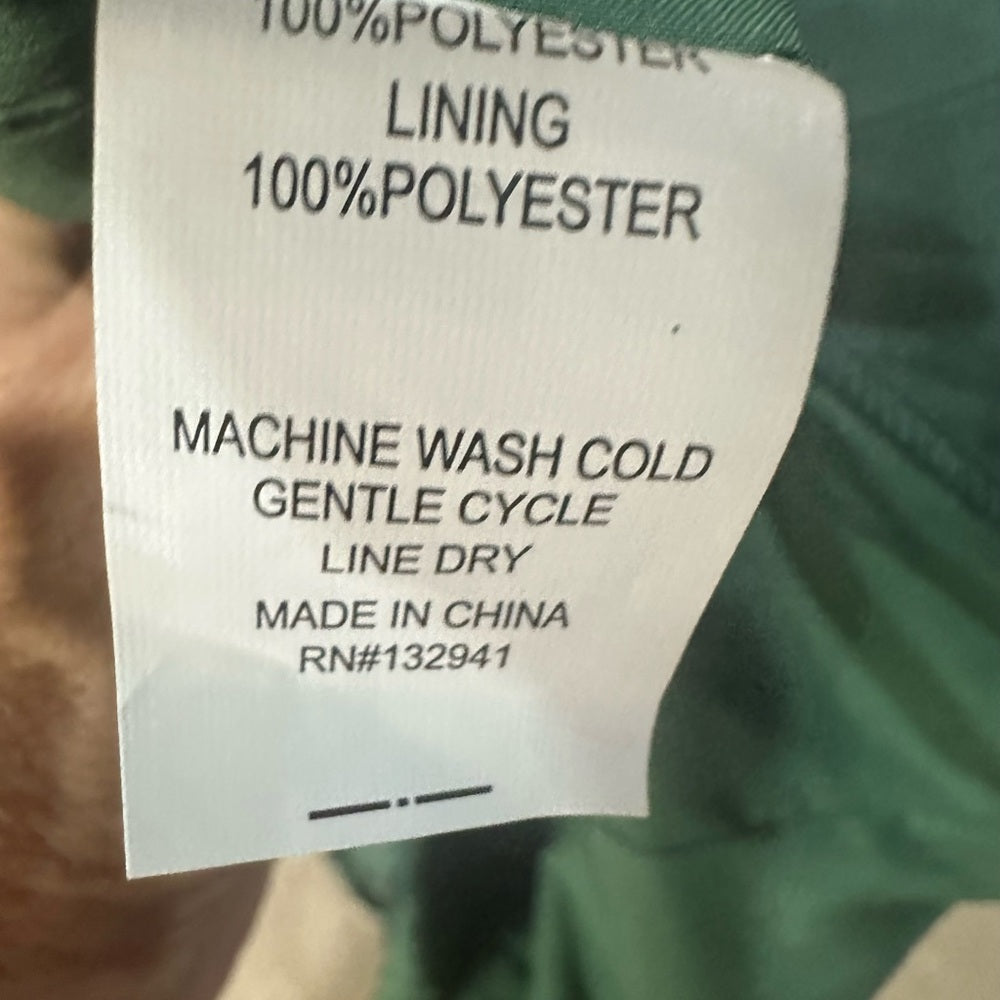 100%POLYESTER
LINING
100%POLYESTER
MACHINE WASH COLD
GENTLE CYCLE
LINE DRY
MADE IN CHINA
RN#132941